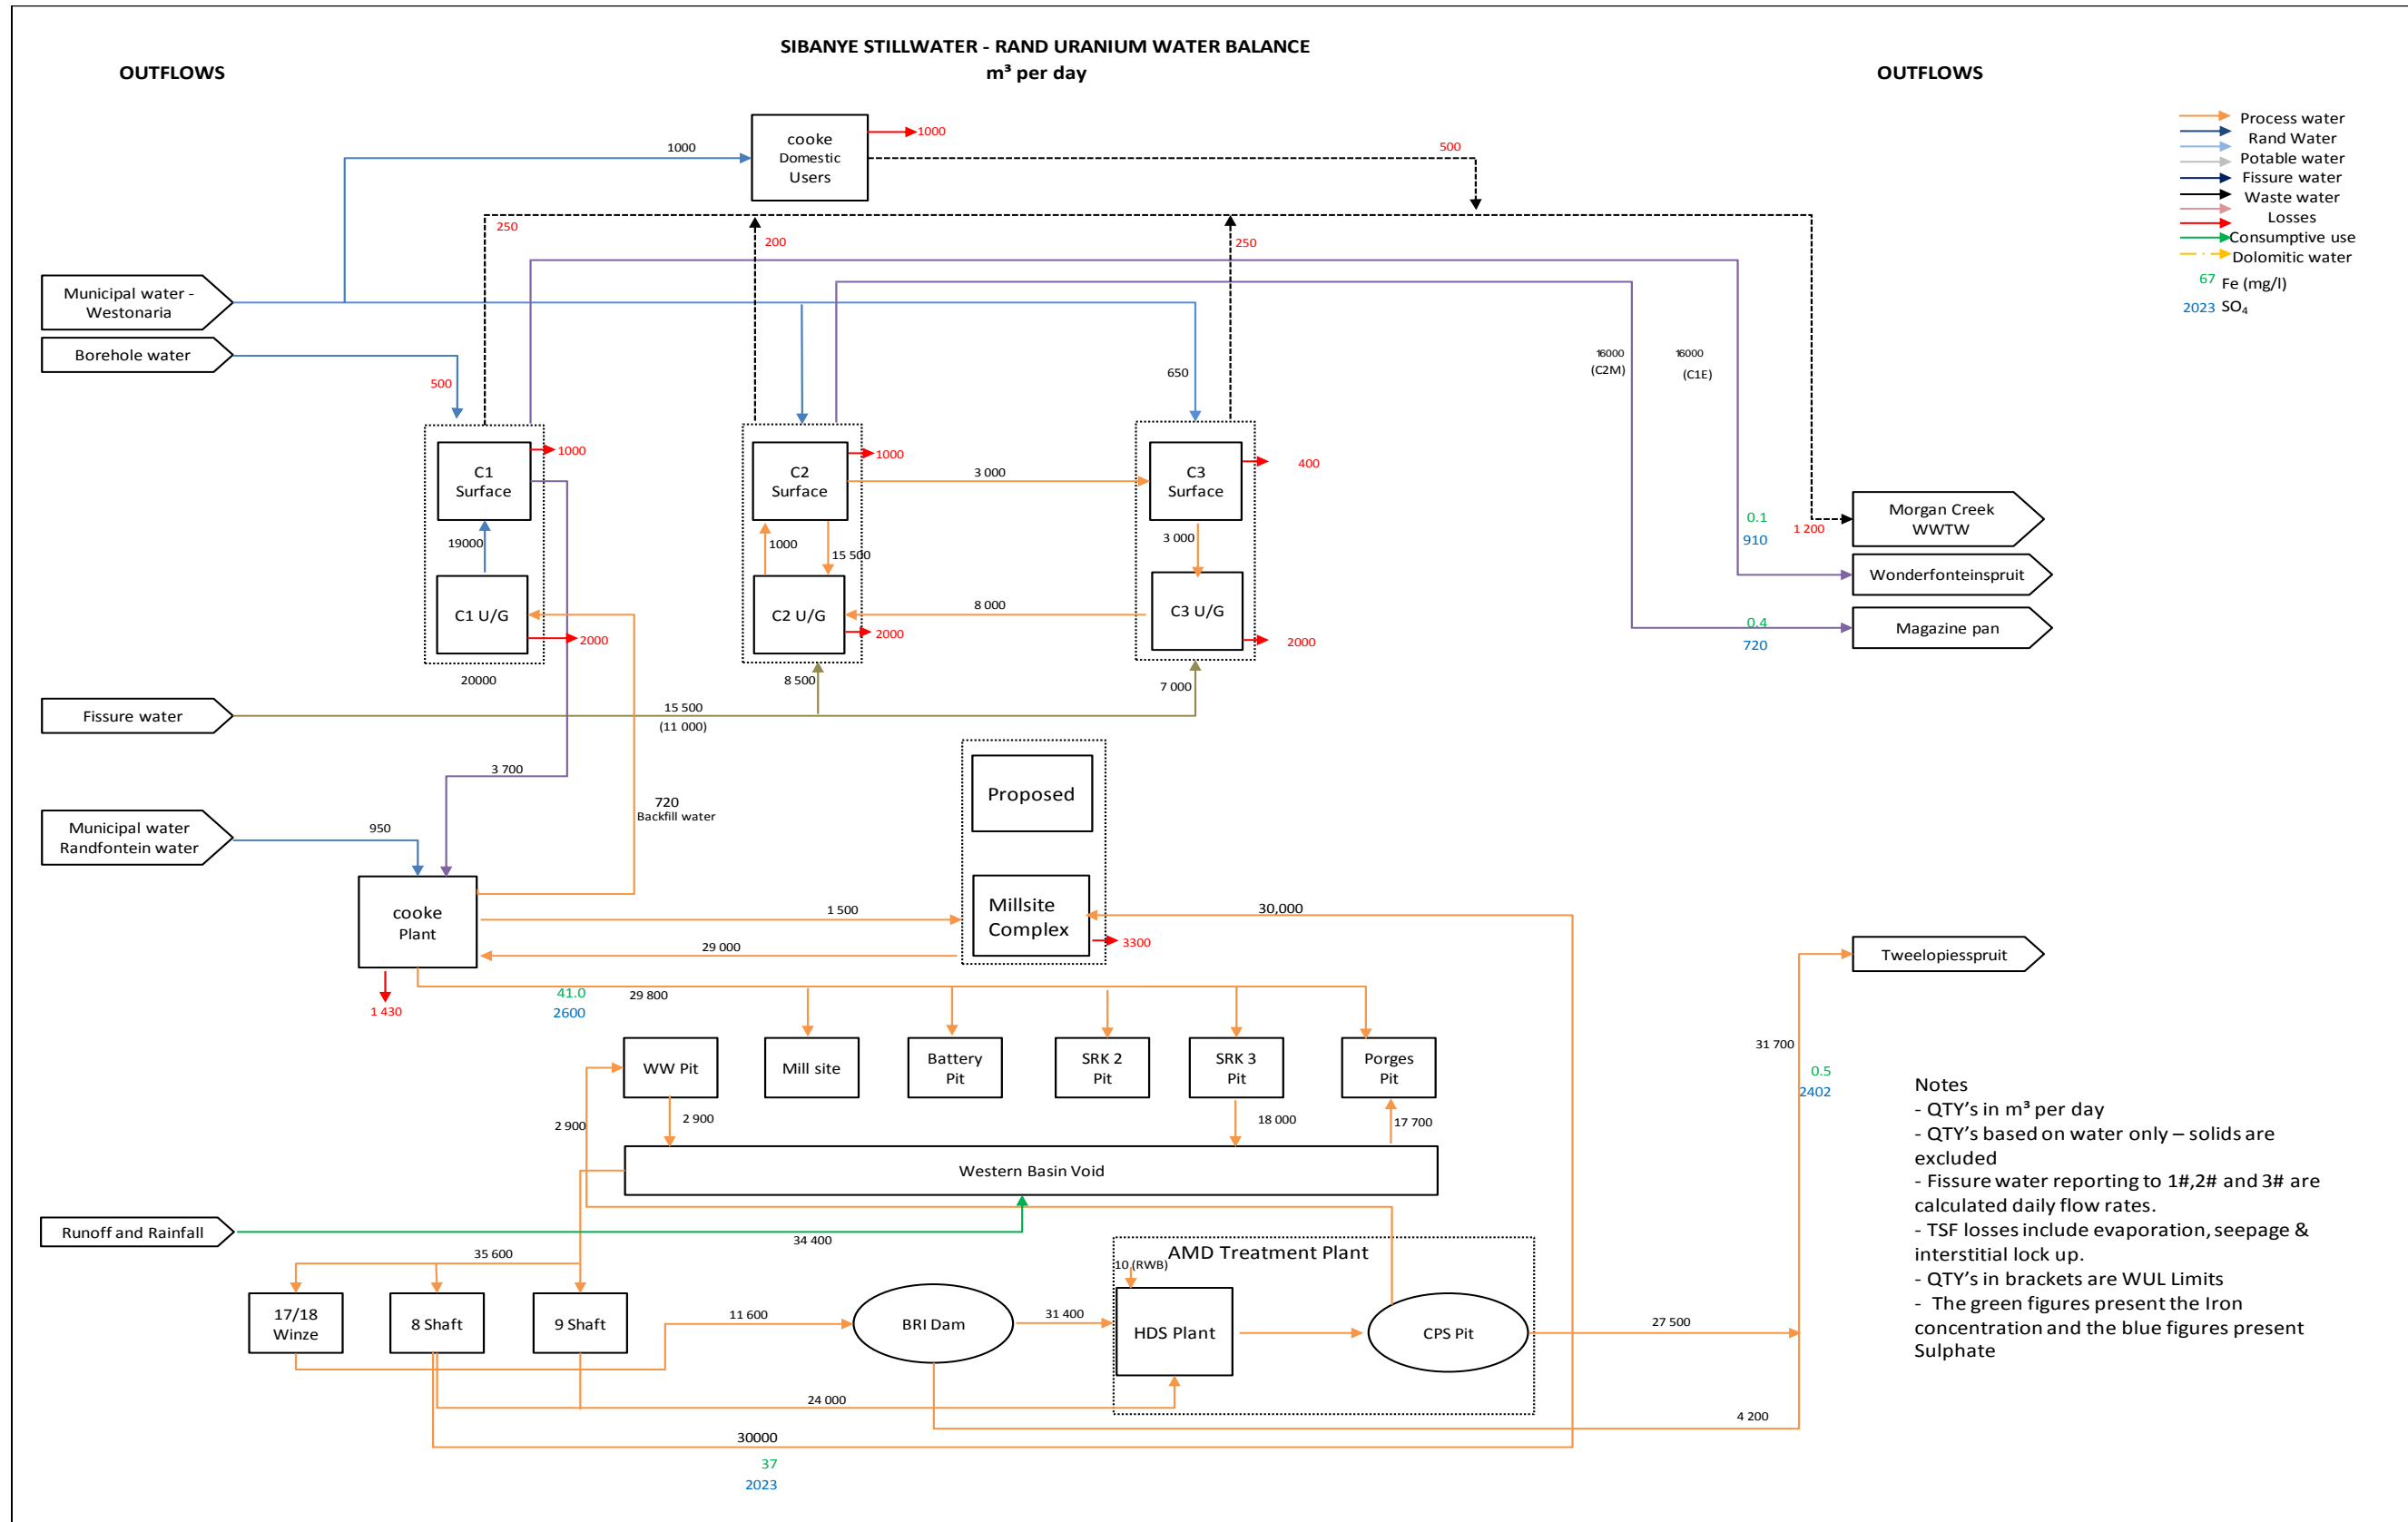 SIBANYE STILLWATER - RAND URANIUM WATER BALANCE
m³ per day
OUTFLOWS
OUTFLOWS
Process water
Rand Water
Potable water
Fissure water
Waste water
Losses
Consumptive use
Dolomitic water
67 Fe (mg/l)
2023 SO₄
cooke
Domestic
Users
1000
1000
500
250
200
250
Municipal water -
Westonaria
Borehole water
500
650
16000
(C2M)
16000
(C1E)
C1
Surface
1000
C2
Surface
1000
3 000
C3
Surface
400
19000
1000
15 500
3 000
C1 U/G
2000
C2 U/G
2000
8 000
C3 U/G
2000
0.1
910
1 200
Morgan Creek
WWTW
Wonderfonteinspruit
0.4
720
Magazine pan
20000
8 500
7 000
Fissure water
15 500
(11 000)
3 700
720
Backfill water
Proposed
Municipal water
Randfontein water
950
cooke
Plant
1 500
29 000
Millsite
Complex
3300
30,000
1 430
41.0
2600
29 800
Tweelopiesspruit
WW Pit
Mill site
Battery
Pit
SRK 2
Pit
SRK 3
Pit
Porges
Pit
31 700
0.5
2402
2 900
2 900
18 000
17 700
Western Basin Void
Runoff and Rainfall
34 400
35 600
AMD Treatment Plant
10 (RWB)
17/18
Winze
8 Shaft
9 Shaft
11 600
BRI Dam
31 400
HDS Plant
CPS Pit
27 500
24 000
4 200
30000
37
2023
Notes
- QTY's in m³ per day
- QTY's based on water only – solids are
excluded
- Fissure water reporting to 1#,2# and 3# are
calculated daily flow rates.
- TSF losses include evaporation, seepage &
interstitial lock up.
- QTY's in brackets are WUL Limits
- The green figures present the Iron
concentration and the blue figures present
Sulphate